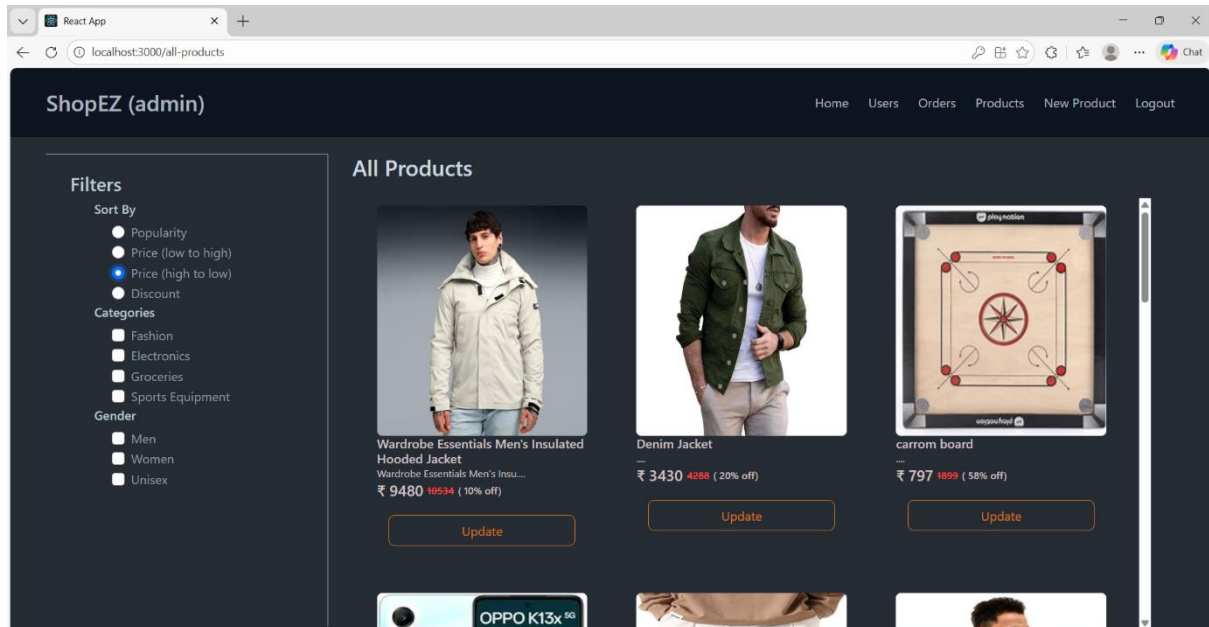 React App
localhost:3000/all-products
Chat
ShopEZ (admin)
Home Users Orders Products New Product Logout
Filters
Sort By
Popularity
Price (low to high)
Price (high to low)
Discount
Categories
Fashion
Electronics
Groceries
Sports Equipment
Gender
Men
Women
Unisex
All Products
play nation
Wardrobe Essentials Men's Insulated
Hooded Jacket
Wardrobe Essentials Men's Insu....
₹ 9480 10534 ( 10% off)
Update
Denim Jacket
....
₹ 3430 4288 ( 20% off)
Update
carrom board
....
₹ 797 1899 ( 58% off)
Update
OPPO K13x 5G